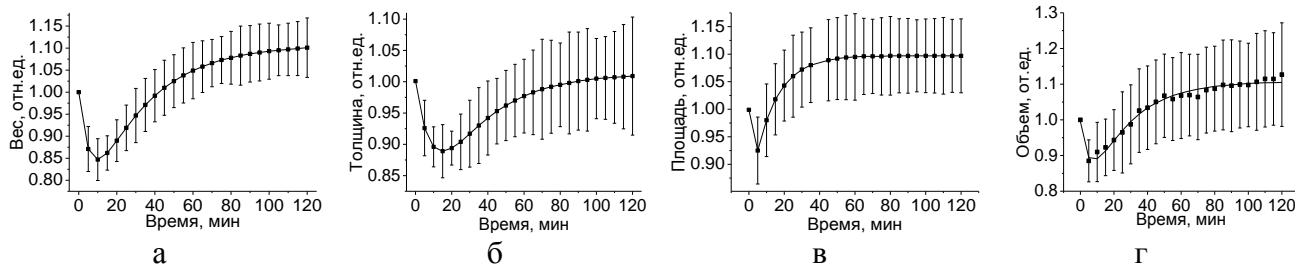 1.15
1.10
1.05
1.00
0.95
0.90
0.85
0.80
Вес, отн.ед.
0 20 40 60 80 100 120
Время, мин
а
1.10
1.05
1.00
0.95
0.90
0.85
Толщина, отн.ед.
0 20 40 60 80 100 120
Время, мин
б
1.15
1.10
1.05
1.00
0.95
0.90
Площадь, отн.ед.
0 20 40 60 80 100 120
Время, мин
в
1.3
1.2
1.1
1.0
0.9
0.8
Объем, от.ед.
0 20 40 60 80 100 120
Время, мин
г